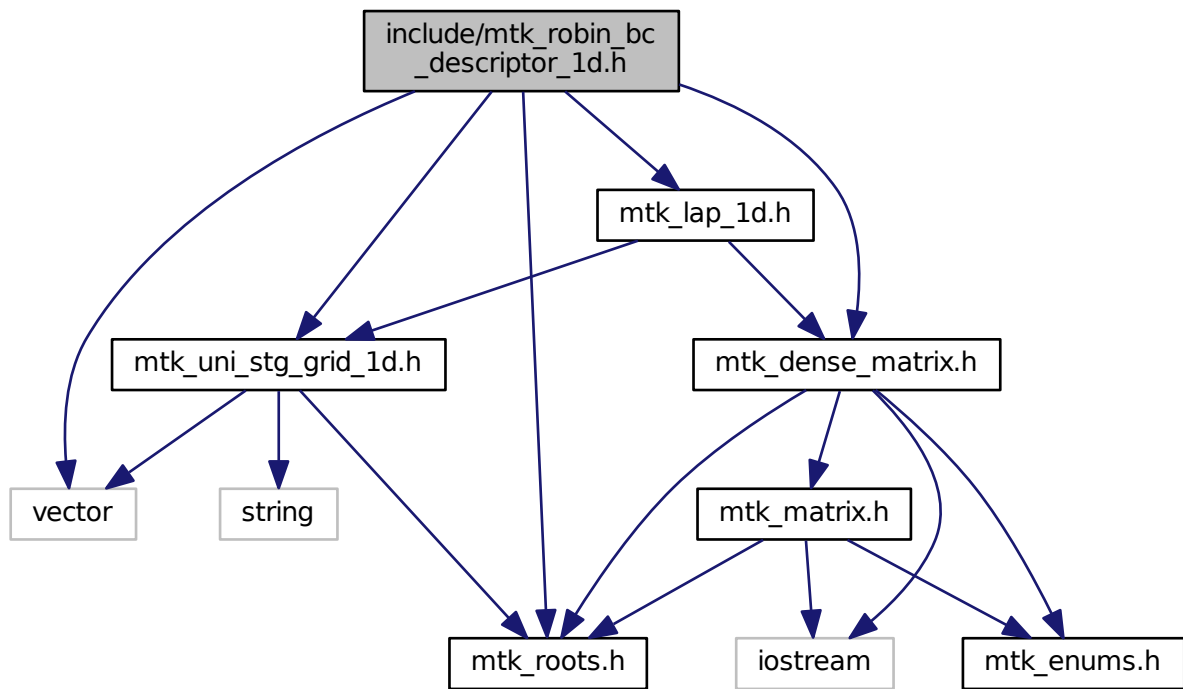 include/mtk_robin_bc
_descriptor_1d.h
mtk_lap_1d.h
mtk_uni_stg_grid_1d.h
mtk_dense_matrix.h
vector
string
mtk_matrix.h
mtk_roots.h
iostream
mtk_enums.h